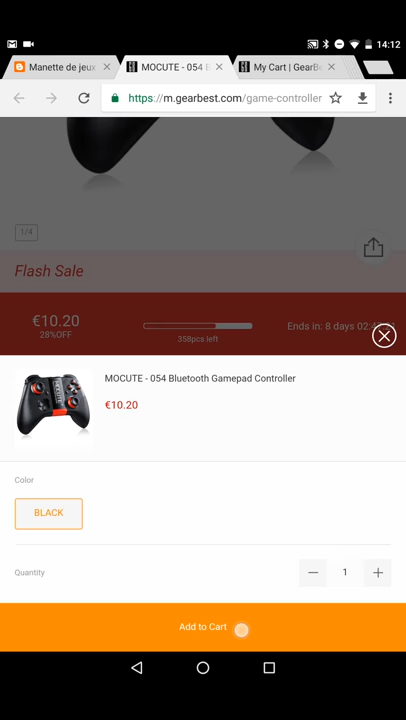 14:12
Manette de jeux
MOCUTE - 054 B
My Cart | GearBe
https://m.gearbest.com/game-controller
1/4
Flash Sale
€10.20
28%OFF
358pcs left
Ends in: 8 days 02:
MOCUTE - 054 Bluetooth Gamepad Controller
€10.20
Color
BLACK
Quantity
1
Add to Cart